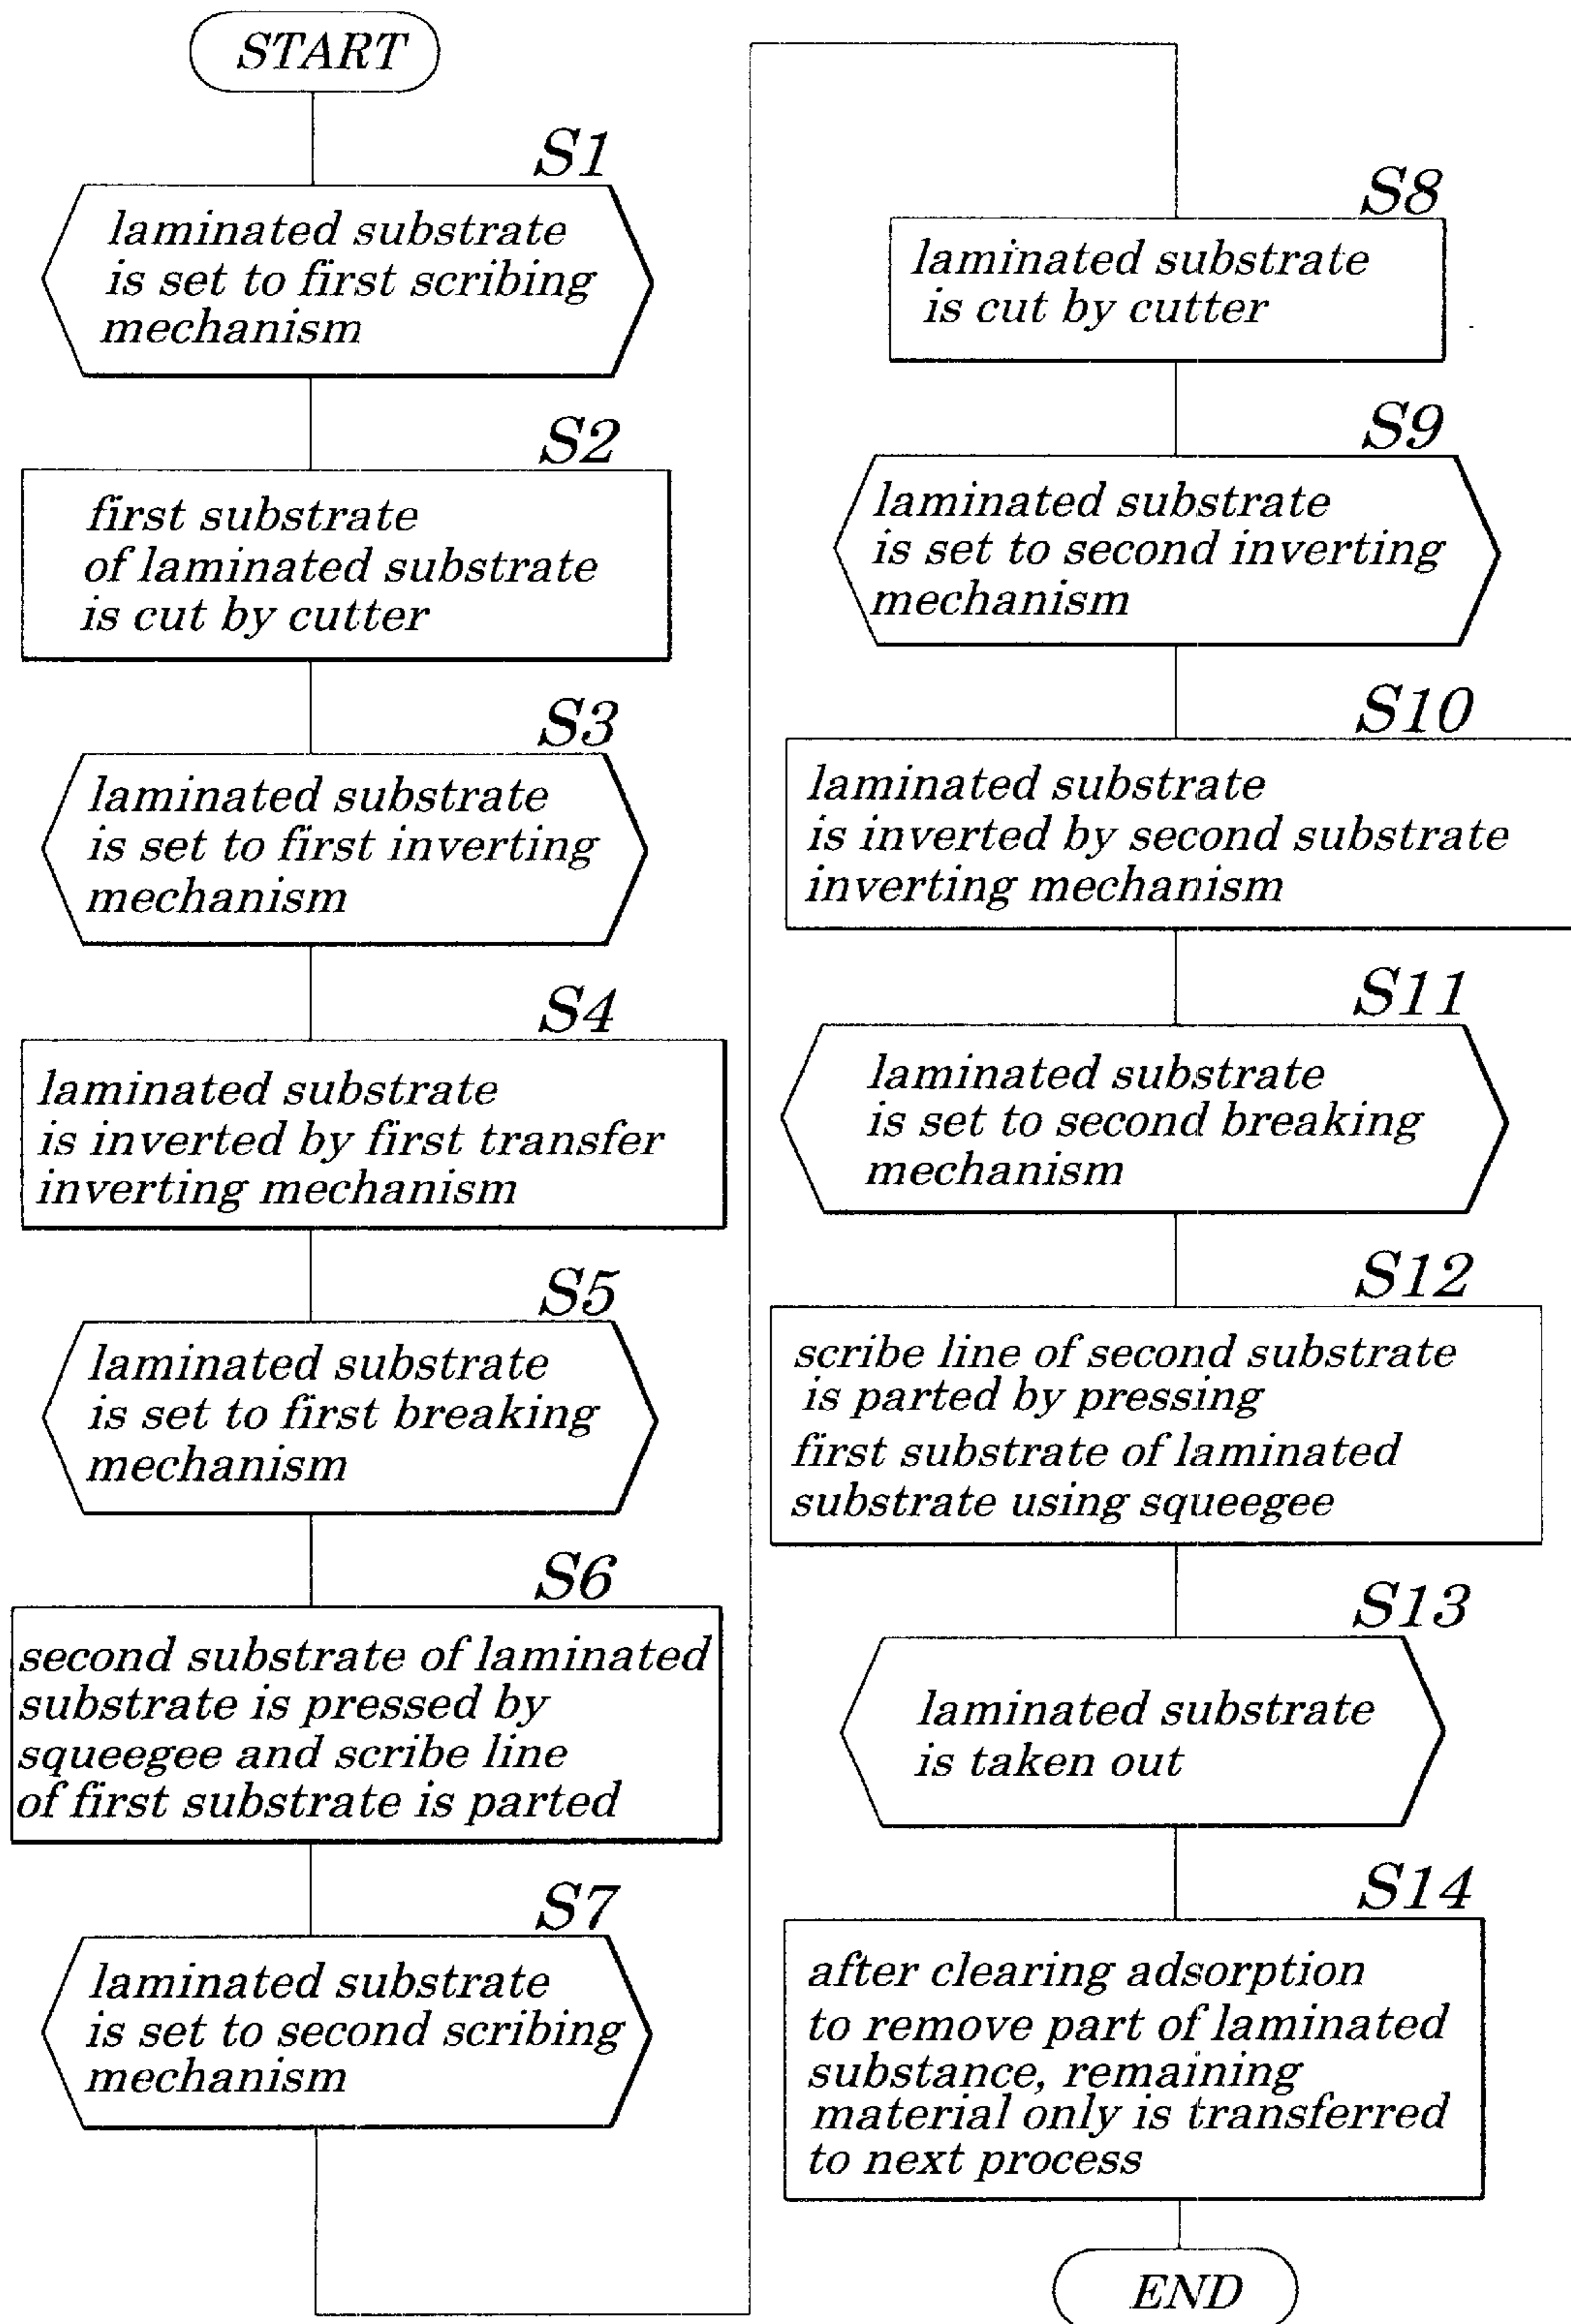 START
S1
laminated substrate
is set to first scribing
mechanism
S2
first substrate
of laminated substrate
is cut by cutter
S3
laminated substrate
is set to first inverting
mechanism
S4
laminated substrate
is inverted by first transfer
inverting mechanism
S5
laminated substrate
is set to first breaking
mechanism
S6
second substrate of laminated
substrate is pressed by
squeegee and scribe line
of first substrate is parted
S7
laminated substrate
is set to second scribing
mechanism
S8
laminated substrate
is cut by cutter
S9
laminated substrate
is set to second inverting
mechanism
S10
laminated substrate
is inverted by second substrate
inverting mechanism
S11
laminated substrate
is set to second breaking
mechanism
S12
scribe line of second substrate
is parted by pressing
first substrate of laminated
substrate using squeegee
S13
laminated substrate
is taken out
S14
after clearing adsorption
to remove part of laminated
substance, remaining
material only is transferred
to next process
END